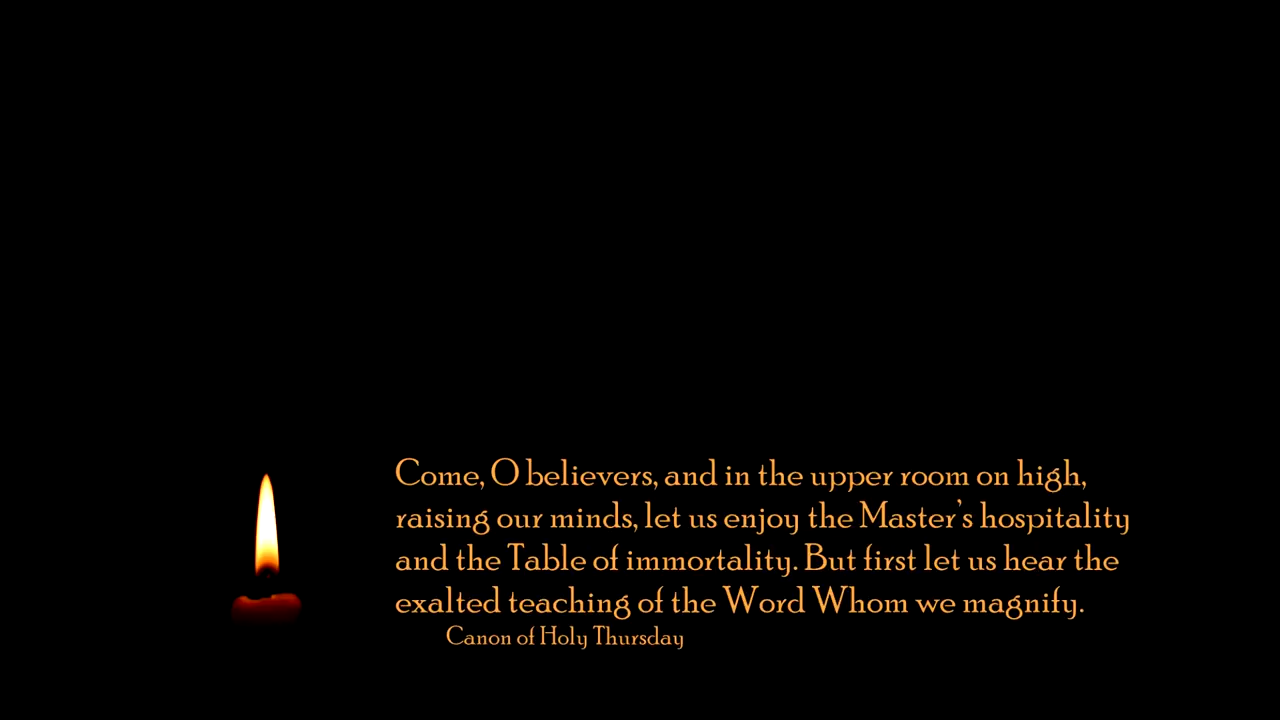 Come, O believers, and in the upper room on high,
raising our minds, let us enjoy the Master's hospitality
and the Table of immortality. But first let us hear the
exalted teaching of the Word Whom we magnify.
Canon of Holy Thursday